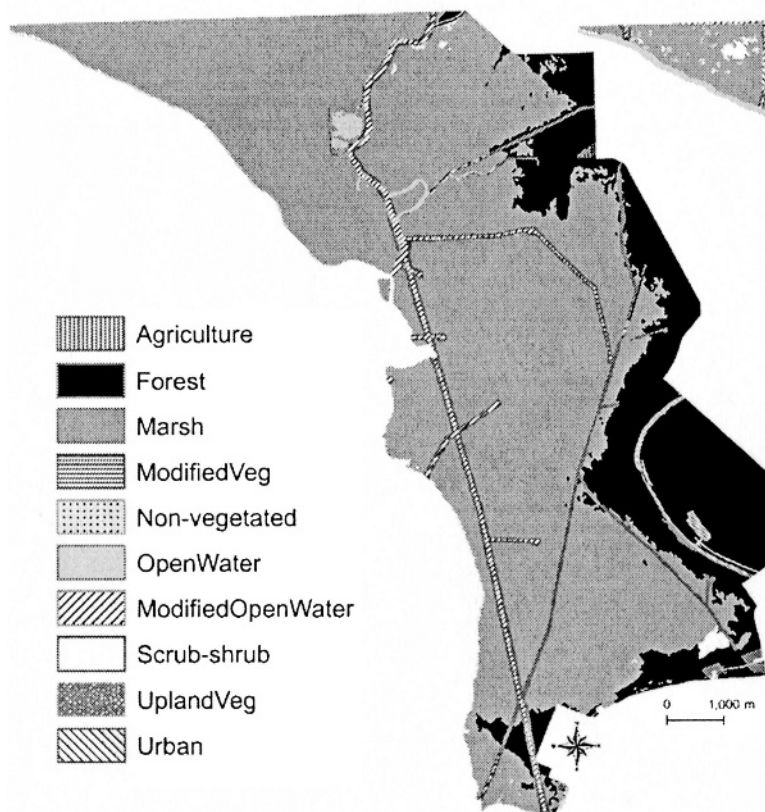 Agriculture
Forest
Marsh
ModifiedVeg
Non-vegetated
OpenWater
ModifiedOpenWater
Scrub-shrub
UplandVeg
Urban
0 1,000 m